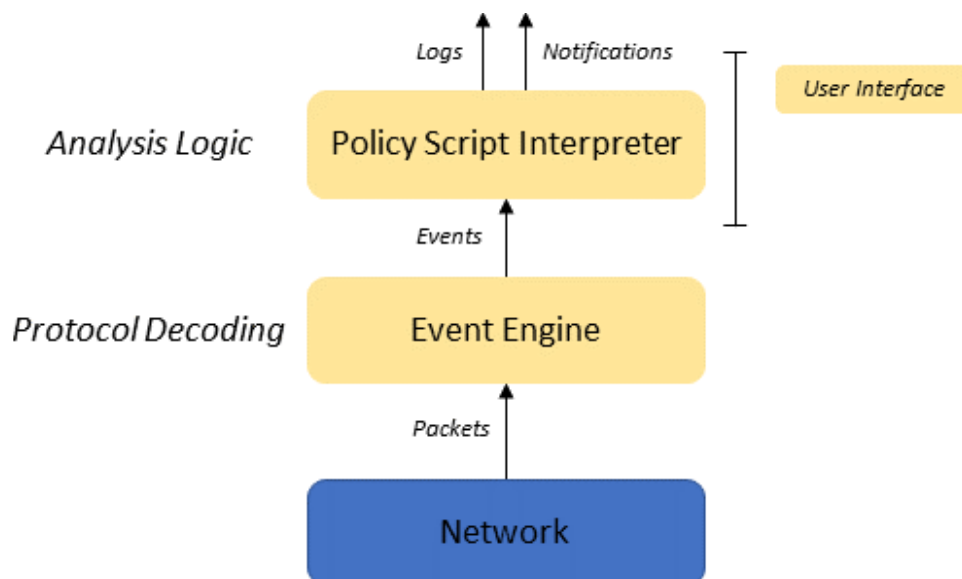 Logs
Notifications
User Interface
Analysis Logic
Policy Script Interpreter
Events
Protocol Decoding
Event Engine
Packets
Network